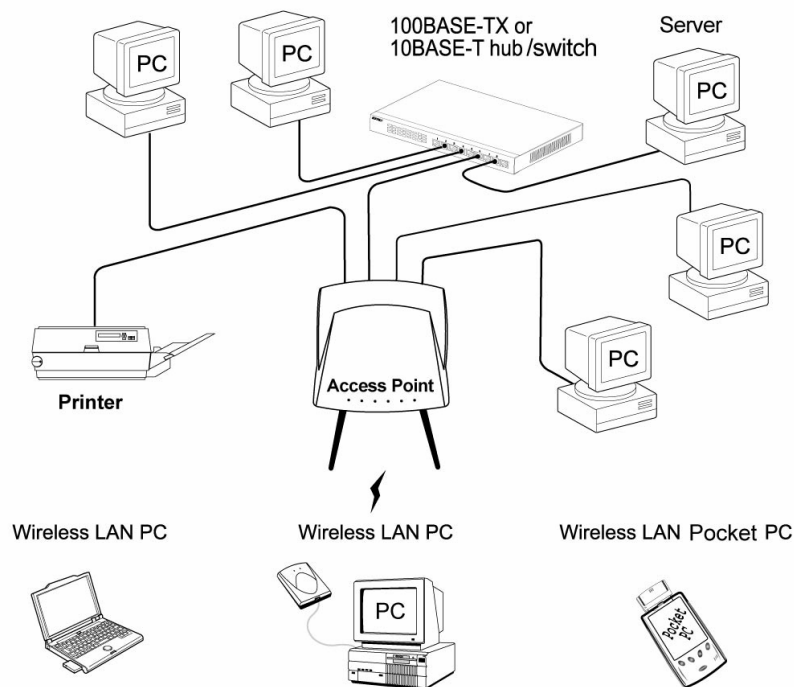 100BASE-TX or
10BASE-T hub/switch
Server
PC
PC
PC
PC
PC
Access Point
Printer
Wireless LAN PC
Wireless LAN PC
Wireless LAN Pocket PC
PC
Pocket
PC